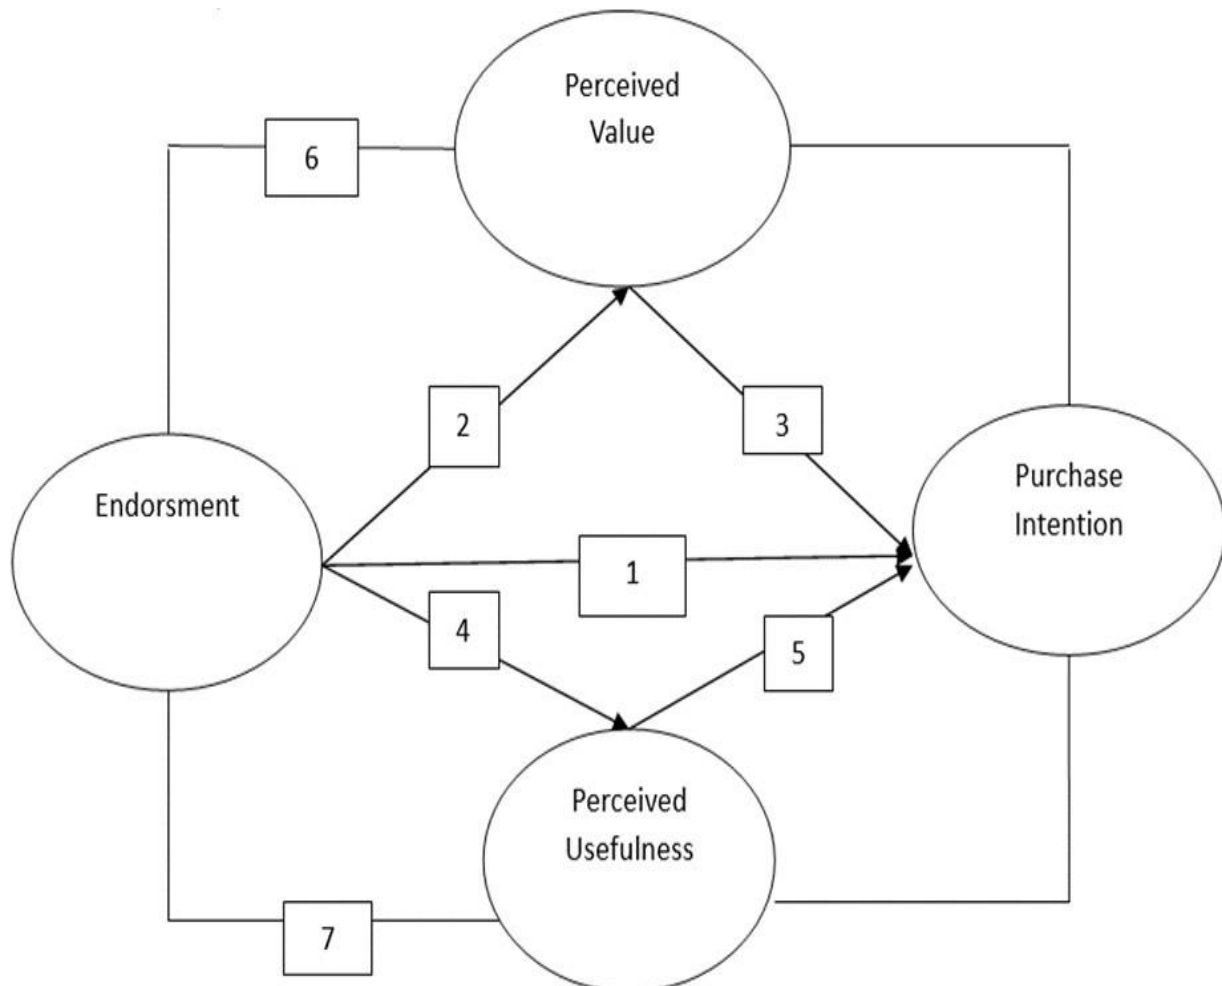 Perceived
Value
6
2
3
Endorsment
Purchase
Intention
1
4
5
Perceived
Usefulness
7